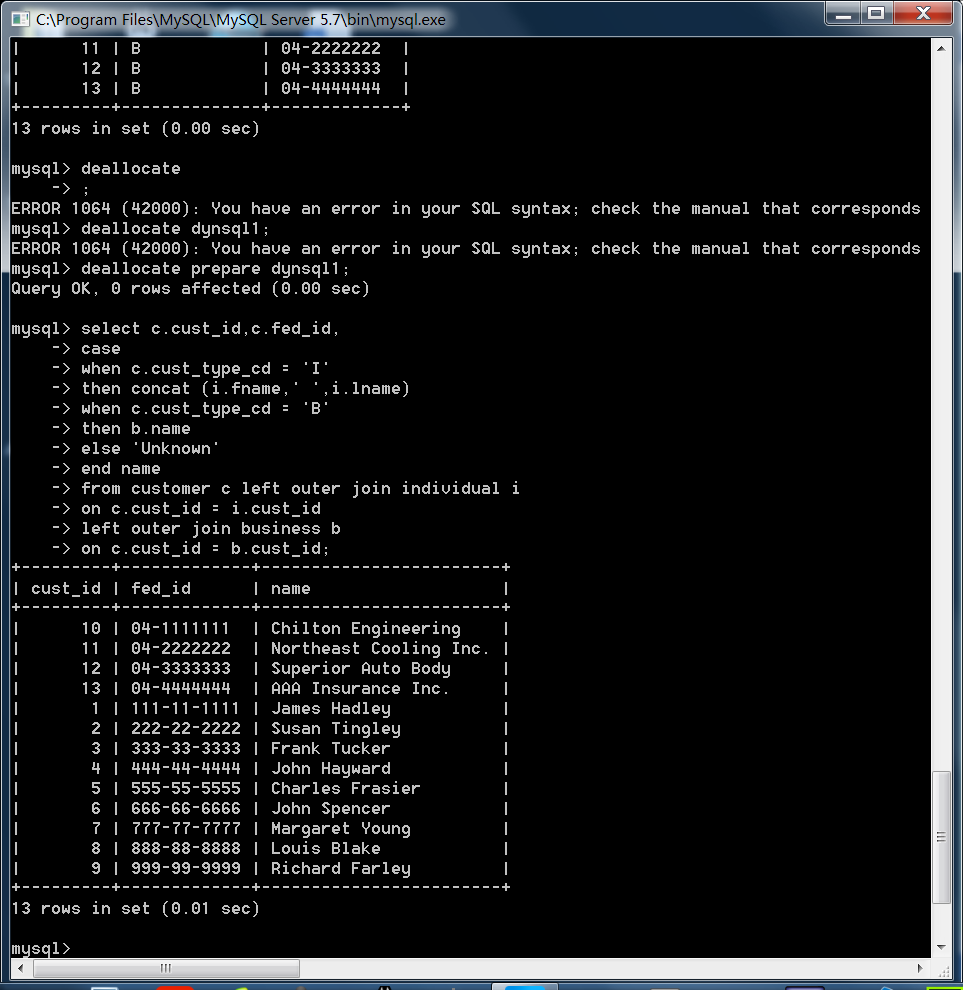 C:\Program Files\MySQL\MySQL Server 5.7\bin\mysql.exe
|      11 | B            | 04-2222222  |
|      12 | B            | 04-3333333  |
|      13 | B            | 04-4444444  |
+---------+--------------+-------------+
13 rows in set (0.00 sec)
mysql> deallocate
    -> ;
ERROR 1064 (42000): You have an error in your SQL syntax; check the manual that corresponds
mysql> deallocate dynsql1;
ERROR 1064 (42000): You have an error in your SQL syntax; check the manual that corresponds
mysql> deallocate prepare dynsql1;
Query OK, 0 rows affected (0.00 sec)
mysql> select c.cust_id,c.fed_id,
    -> case
    -> when c.cust_type_cd = 'I'
    -> then concat (i.fname,' ',i.lname)
    -> when c.cust_type_cd = 'B'
    -> then b.name
    -> else 'Unknown'
    -> end name
    -> from customer c left outer join individual i
    -> on c.cust_id = i.cust_id
    -> left outer join business b
    -> on c.cust_id = b.cust_id;
+---------+-------------+------------------------+
| cust_id | fed_id      | name                   |
+---------+-------------+------------------------+
|      10 | 04-1111111  | Chilton Engineering    |
|      11 | 04-2222222  | Northeast Cooling Inc. |
|      12 | 04-3333333  | Superior Auto Body     |
|      13 | 04-4444444  | AAA Insurance Inc.     |
|       1 | 111-11-1111 | James Hadley           |
|       2 | 222-22-2222 | Susan Tingley          |
|       3 | 333-33-3333 | Frank Tucker           |
|       4 | 444-44-4444 | John Hayward           |
|       5 | 555-55-5555 | Charles Frasier        |
|       6 | 666-66-6666 | John Spencer           |
|       7 | 777-77-7777 | Margaret Young         |
|       8 | 888-88-8888 | Louis Blake            |
|       9 | 999-99-9999 | Richard Farley         |
+---------+-------------+------------------------+
13 rows in set (0.01 sec)
mysql>